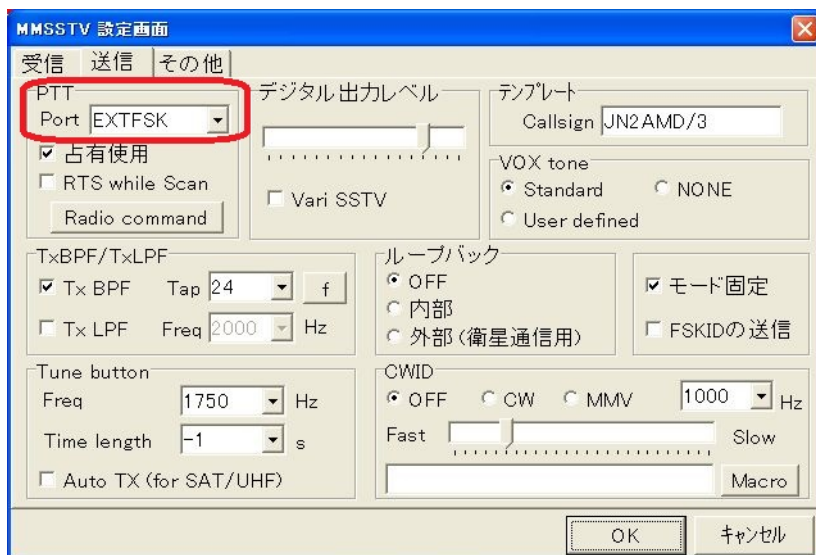 MMSSTV 設定画面
受信 送信 その他
PTT
Port EXTFSK
占有使用
RTS while Scan
Radio command
デジタル出力レベル
Vari SSTV
テンプレート
Callsign JN2AMD/3
VOX tone
Standard NONE
User defined
TxBPF/TxLPF
Tx BPF Tap 24 f
Tx LPF Freq 2000 Hz
ループバック
OFF
内部
外部(衛星通信用)
モード固定
FSKIDの送信
Tune button
Freq 1750 Hz
Time length -1 s
Auto TX (for SAT/UHF)
CWID
OFF CW MMV 1000 Hz
Fast Slow
Macro
OK キャンセル